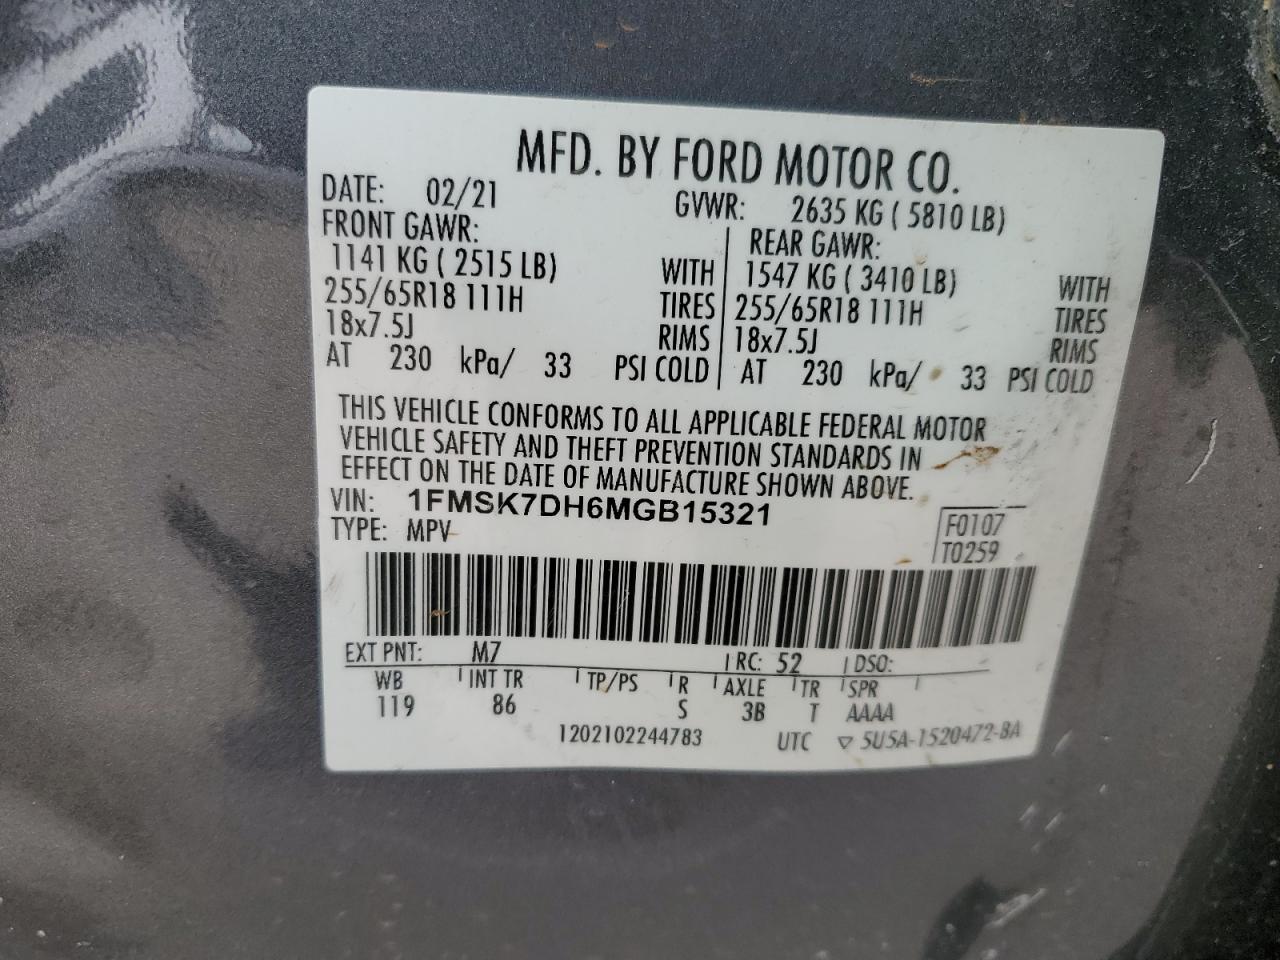 MFD. BY FORD MOTOR CO.
DATE: 02/21 GVWR: 2635 KG ( 5810 LB)
FRONT GAWR: REAR GAWR:
1141 KG ( 2515 LB) WITH 1547 KG ( 3410 LB) WITH
255/65R18 111H TIRES 255/65R18 111H TIRES
18x7.5J RIMS 18x7.5J RIMS
AT 230 kPa/ 33 PSI COLD AT 230 kPa/ 33 PSI COLD
THIS VEHICLE CONFORMS TO ALL APPLICABLE FEDERAL MOTOR
VEHICLE SAFETY AND THEFT PREVENTION STANDARDS IN
EFFECT ON THE DATE OF MANUFACTURE SHOWN ABOVE.
VIN: 1FMSK7DH6MGB15321
TYPE: MPV
F0107
T0259
EXT PNT: M7 RC: 52 DSO:
WB INT TR TP/PS R AXLE TR SPR
119 86 S 3B T AAAA
1202102244783 UTC ▽ 5U5A-1520472-BA